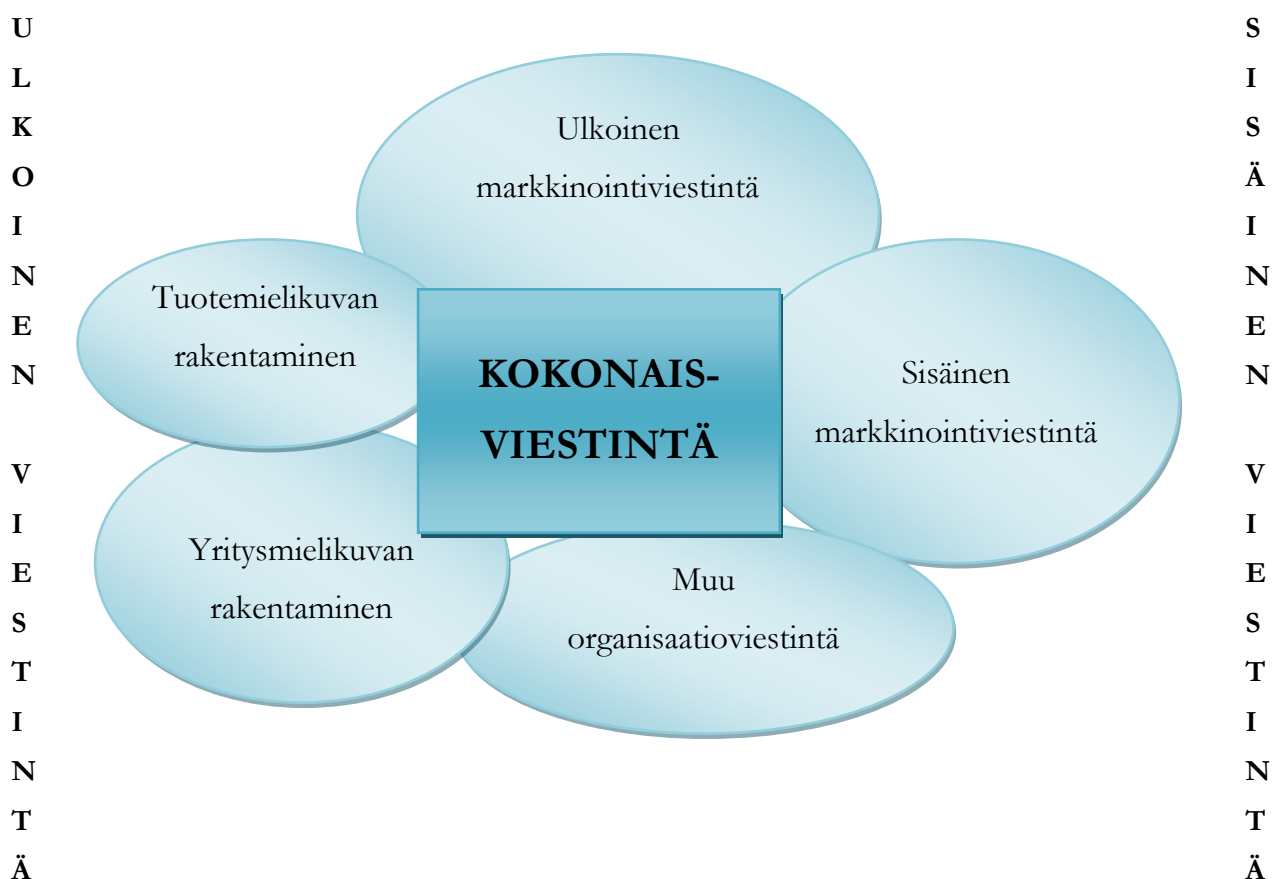 ULKOINEN VIESTINTÄ
Ulkoinen
markkinointiviestintä
Tuotemielikuvan
rakentaminen
KOKONAIS-
VIESTINTÄ
Sisäinen
markkinointiviestintä
Yritysmielikuvan
rakentaminen
Muu
organisaatioviestintä
SISÄINEN VIESTINTÄ